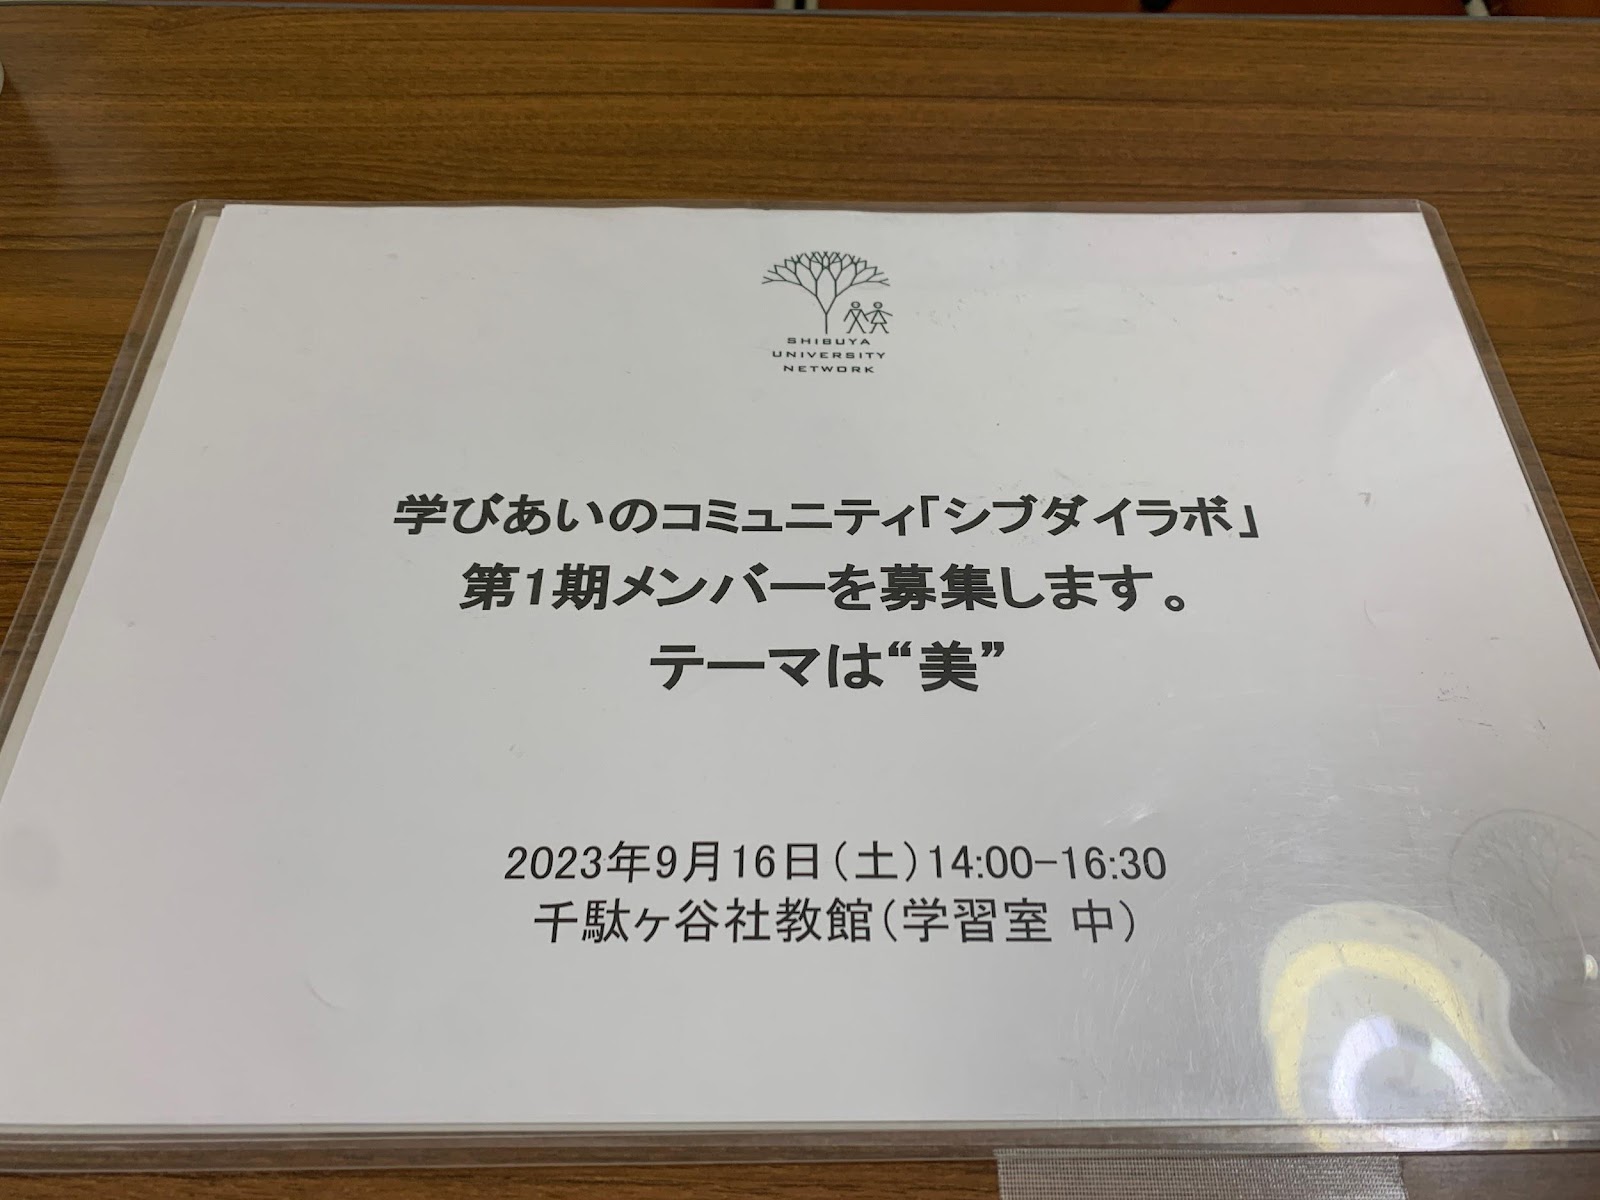 SHIBUYA
UNIVERSITY
NETWORK
学びあいのコミュニティ「シブダイラボ」
第1期メンバーを募集します。
テーマは“美”
2023年9月16日(土)14:00-16:30
千駄ヶ谷社教館(学習室 中)